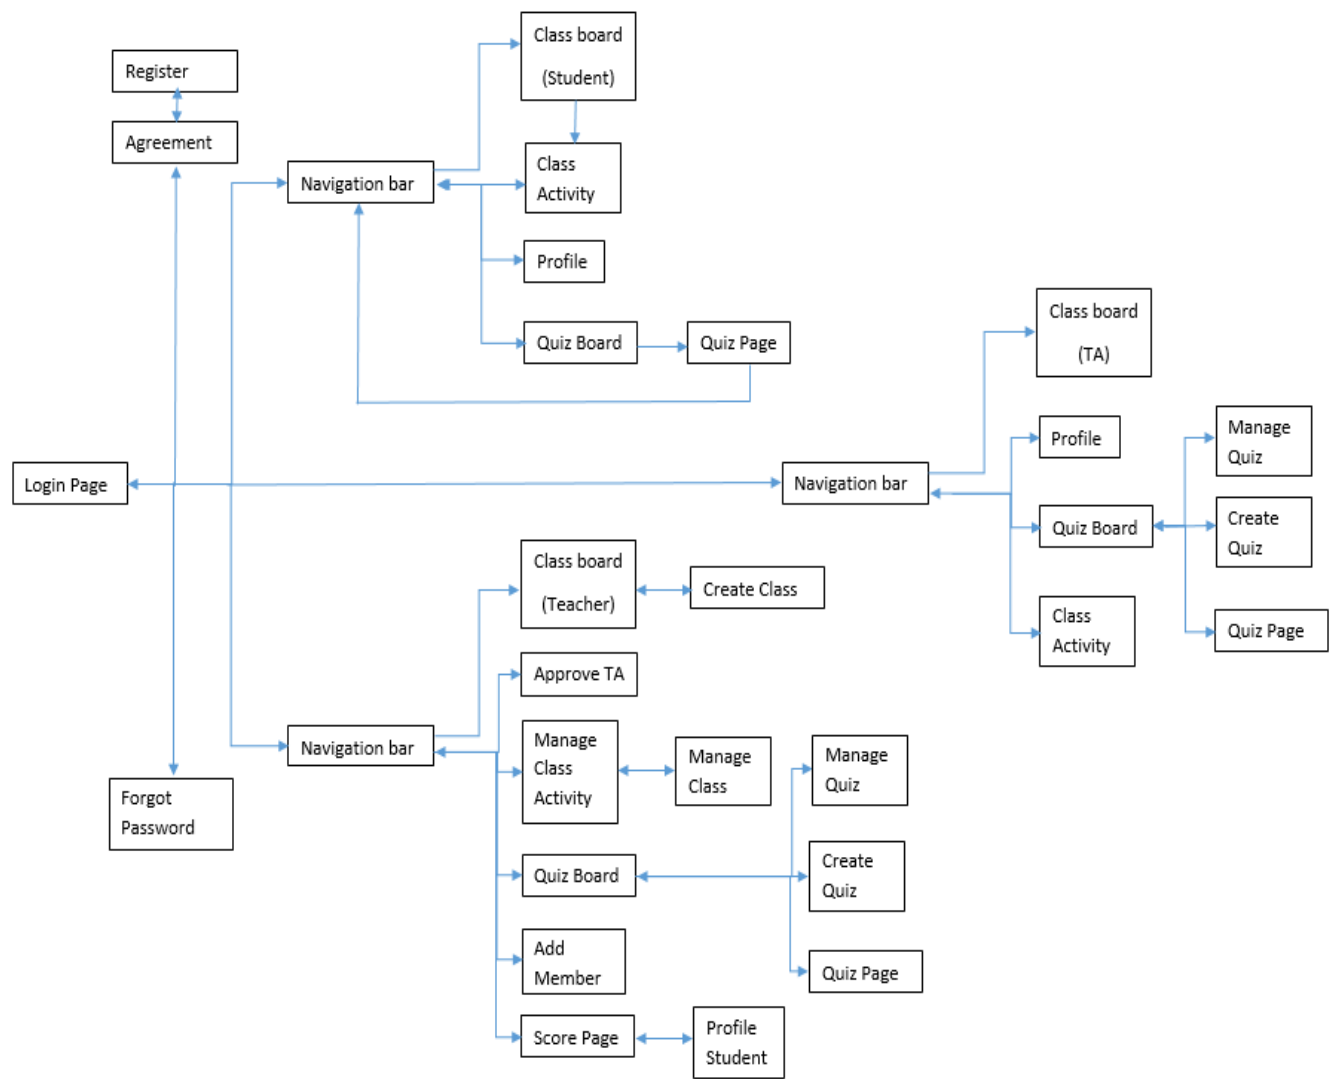 Register
Agreement
Navigation bar
Class board
(Student)
Class
Activity
Profile
Quiz Board
Quiz Page
Login Page
Navigation bar
Class board
(TA)
Profile
Quiz Board
Class
Activity
Manage
Quiz
Create
Quiz
Quiz Page
Forgot
Password
Navigation bar
Class board
(Teacher)
Create Class
Approve TA
Manage
Class
Activity
Manage
Class
Quiz Board
Manage
Quiz
Create
Quiz
Quiz Page
Add
Member
Score Page
Profile
Student